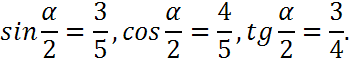 sin α/2 = 3/5, cos α/2 = 4/5, tg α/2 = 3/4.